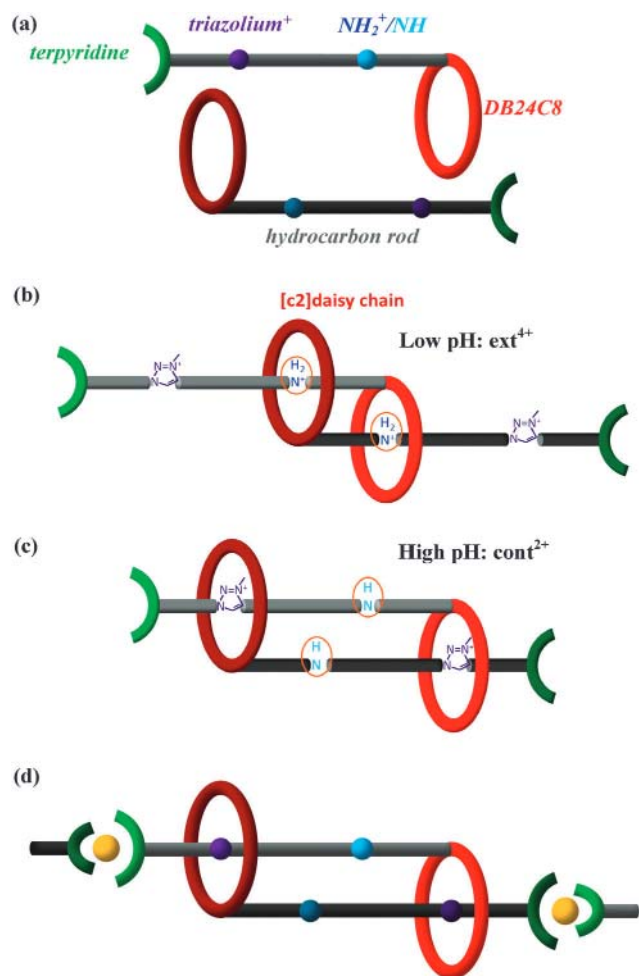 (a)
triazolium⁺
NH₂⁺/NH
terpyridine
DB24C8
hydrocarbon rod
(b)
[c2]daisy chain
Low pH: ext⁴⁺
N=N⁺
N
H₂
N⁺
H₂
N⁺
N=N⁺
N
(c)
High pH: cont²⁺
N=N⁺
N
H
N
H
N
N=N⁺
N
(d)